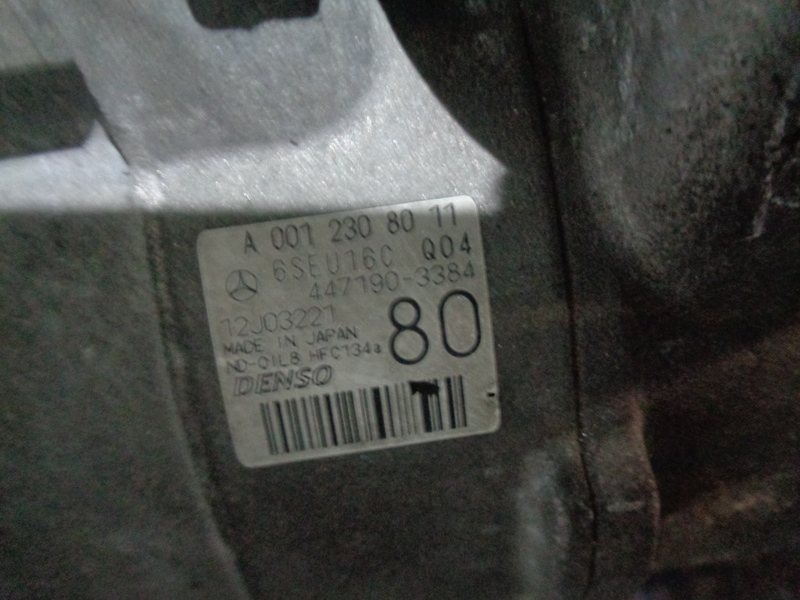 A 001 230 80 11
6SEU16C Q04
447190-3384
12J03221
MADE IN JAPAN
ND-OIL8 HFC134a
80
DENSO